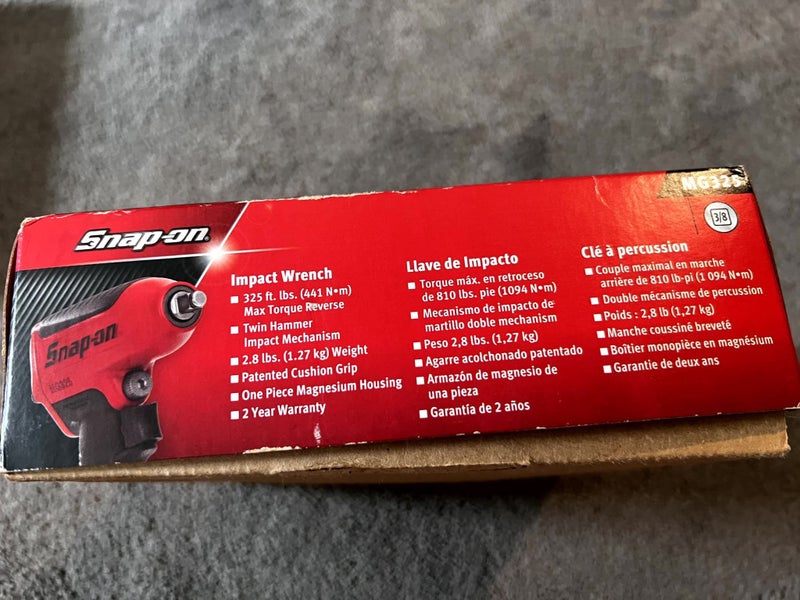 MG325
3/8
Snap-on
Snap-on
Impact Wrench
325 ft. lbs. (441 N•m)
Max Torque Reverse
Twin Hammer
Impact Mechanism
2.8 lbs. (1.27 kg) Weight
Patented Cushion Grip
One Piece Magnesium Housing
2 Year Warranty
Llave de Impacto
Torque máx. en retroceso
de 810 lbs. pie (1094 N•m)
Mecanismo de impacto de
martillo doble mechanism
Peso 2,8 lbs. (1,27 kg)
Agarre acolchonado patentado
Armazón de magnesio de
una pieza
Garantía de 2 años
Clé à percussion
Couple maximal en marche
arrière de 810 lb-pi (1 094 N•m)
Double mécanisme de percussion
Poids : 2,8 lb (1,27 kg)
Manche coussiné breveté
Boîtier monopièce en magnésium
Garantie de deux ans